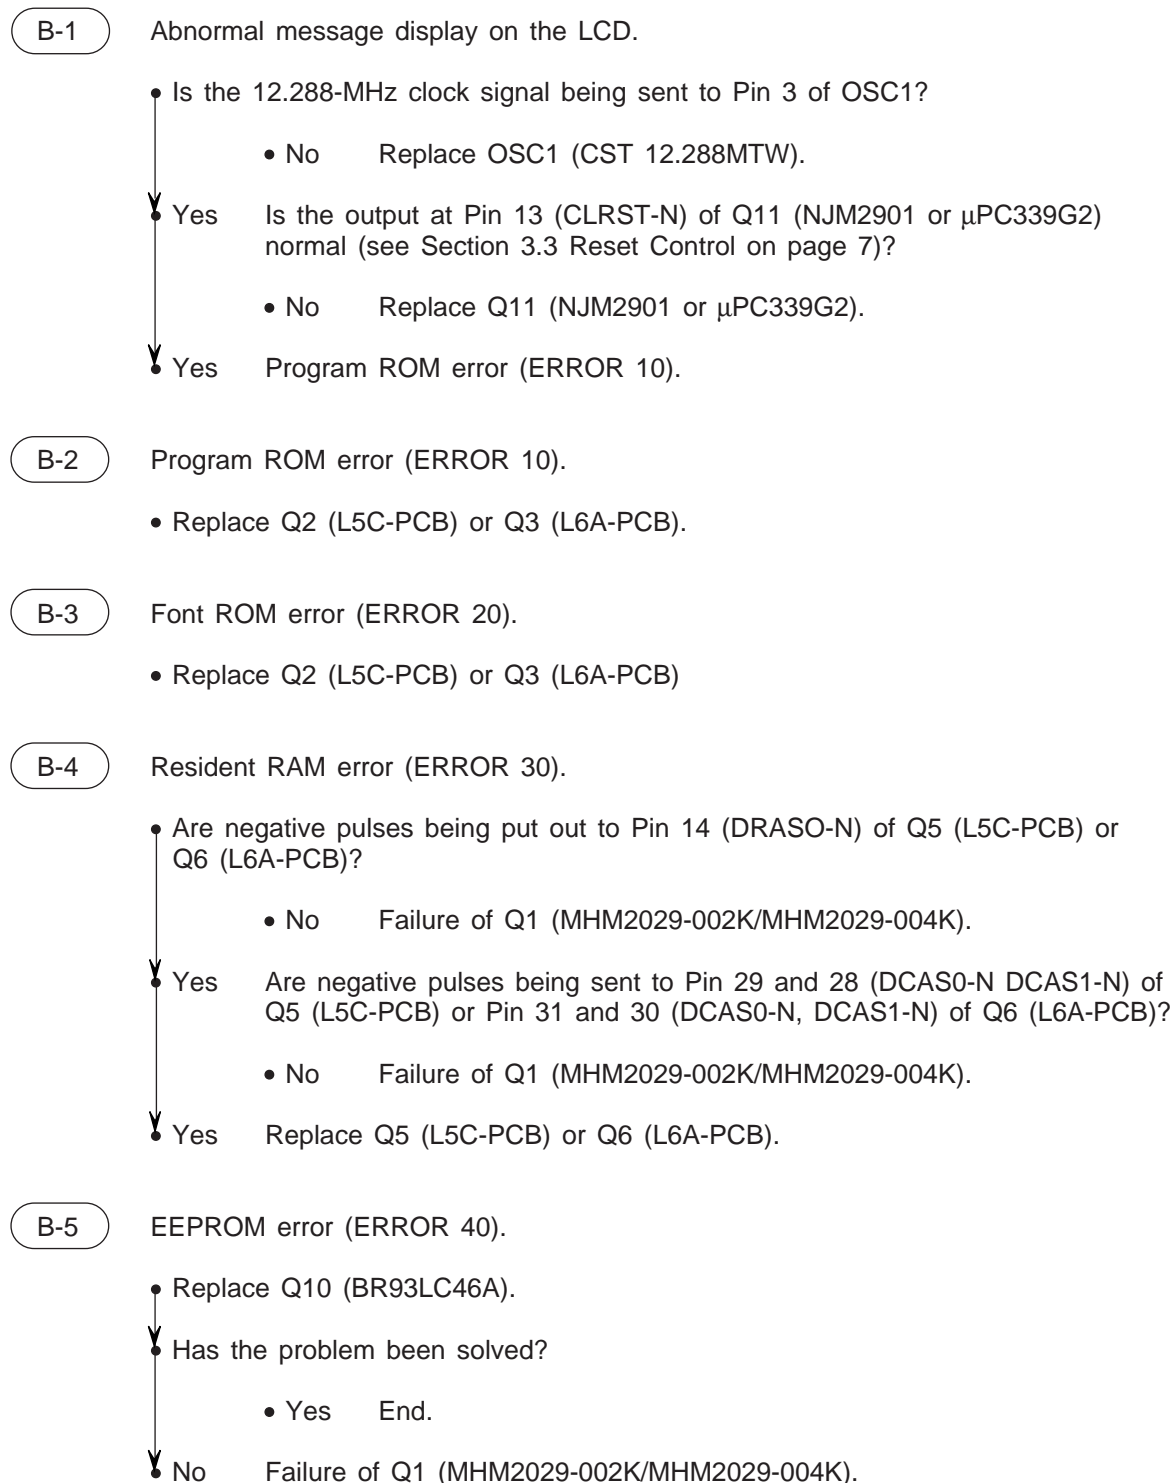 B-1 Abnormal message display on the LCD.
• Is the 12.288-MHz clock signal being sent to Pin 3 of OSC1?
• No Replace OSC1 (CST 12.288MTW).
• Yes Is the output at Pin 13 (CLRST-N) of Q11 (NJM2901 or µPC339G2)
normal (see Section 3.3 Reset Control on page 7)?
• No Replace Q11 (NJM2901 or µPC339G2).
• Yes Program ROM error (ERROR 10).
B-2 Program ROM error (ERROR 10).
• Replace Q2 (L5C-PCB) or Q3 (L6A-PCB).
B-3 Font ROM error (ERROR 20).
• Replace Q2 (L5C-PCB) or Q3 (L6A-PCB)
B-4 Resident RAM error (ERROR 30).
• Are negative pulses being put out to Pin 14 (DRASO-N) of Q5 (L5C-PCB) or
Q6 (L6A-PCB)?
• No Failure of Q1 (MHM2029-002K/MHM2029-004K).
• Yes Are negative pulses being sent to Pin 29 and 28 (DCAS0-N DCAS1-N) of
Q5 (L5C-PCB) or Pin 31 and 30 (DCAS0-N, DCAS1-N) of Q6 (L6A-PCB)?
• No Failure of Q1 (MHM2029-002K/MHM2029-004K).
• Yes Replace Q5 (L5C-PCB) or Q6 (L6A-PCB).
B-5 EEPROM error (ERROR 40).
• Replace Q10 (BR93LC46A).
• Has the problem been solved?
• Yes End.
• No Failure of Q1 (MHM2029-002K/MHM2029-004K).